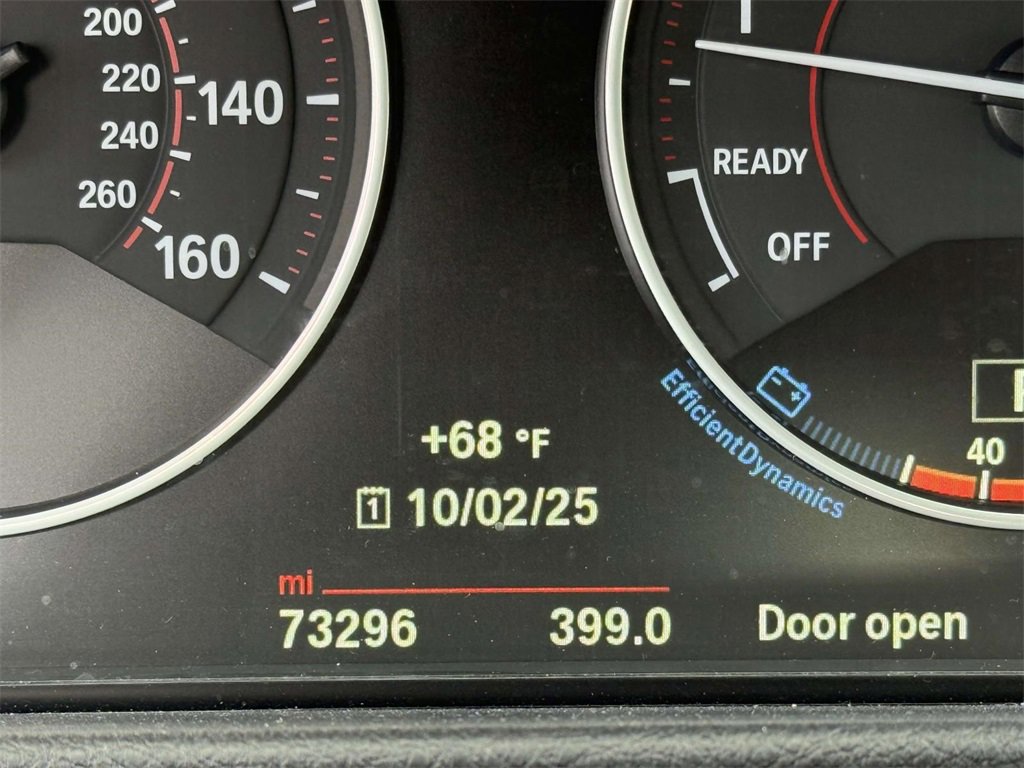 200
220
140
240
260
160
READY
OFF
EfficientDynamics
40
+68 °F
1 10/02/25
mi
73296 399.0
Door open